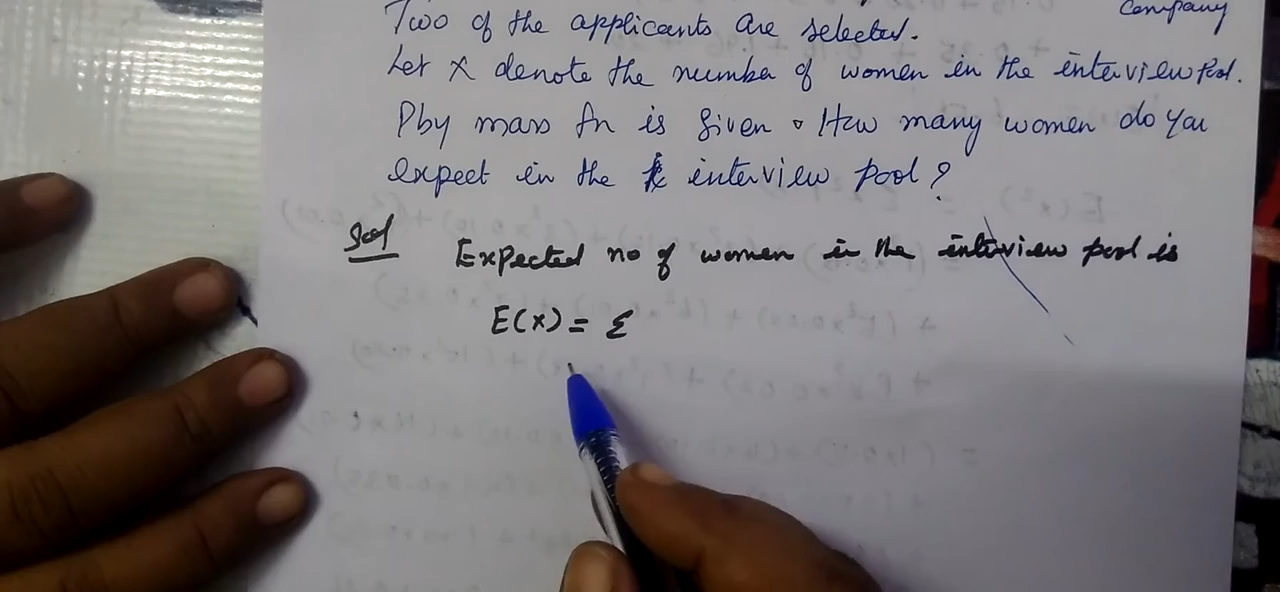 Company
Two of the applicants are selected.
Let X denote the number of women in the interview Pool.
Pby mass fn is given. How many women do you
expect in the interview pool?
Sol Expected no of women in the interview pool is
E(X) = Σ